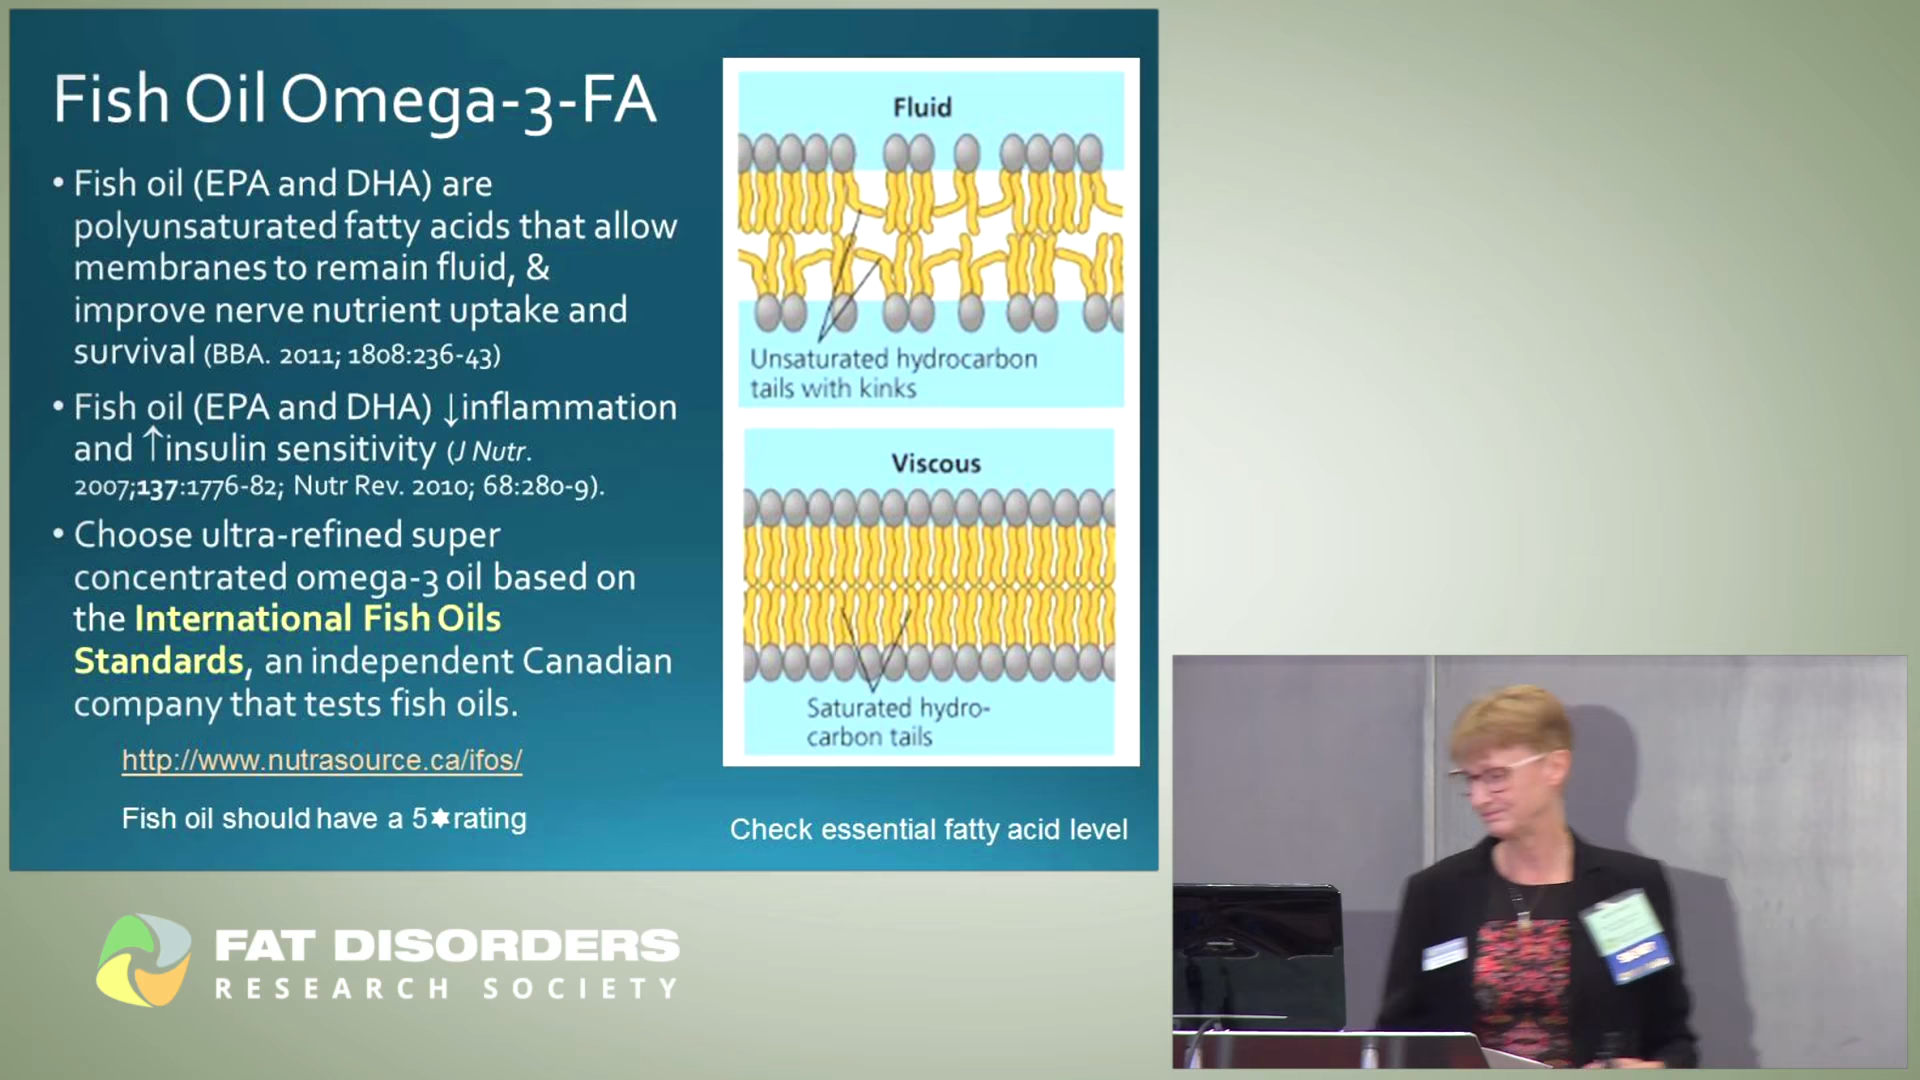 Fish Oil Omega-3-FA
• Fish oil (EPA and DHA) are
polyunsaturated fatty acids that allow
membranes to remain fluid, &
improve nerve nutrient uptake and
survival (BBA. 2011; 1808:236-43)
• Fish oil (EPA and DHA) ↓inflammation
and ↑insulin sensitivity (J Nutr.
2007;137:1776-82; Nutr Rev. 2010; 68:280-9).
• Choose ultra-refined super
concentrated omega-3 oil based on
the International Fish Oils
Standards, an independent Canadian
company that tests fish oils.
http://www.nutrasource.ca/ifos/
Fish oil should have a 5✶rating
Fluid
Unsaturated hydrocarbon
tails with kinks
Viscous
Saturated hydro-
carbon tails
Check essential fatty acid level
FAT DISORDERS
RESEARCH SOCIETY